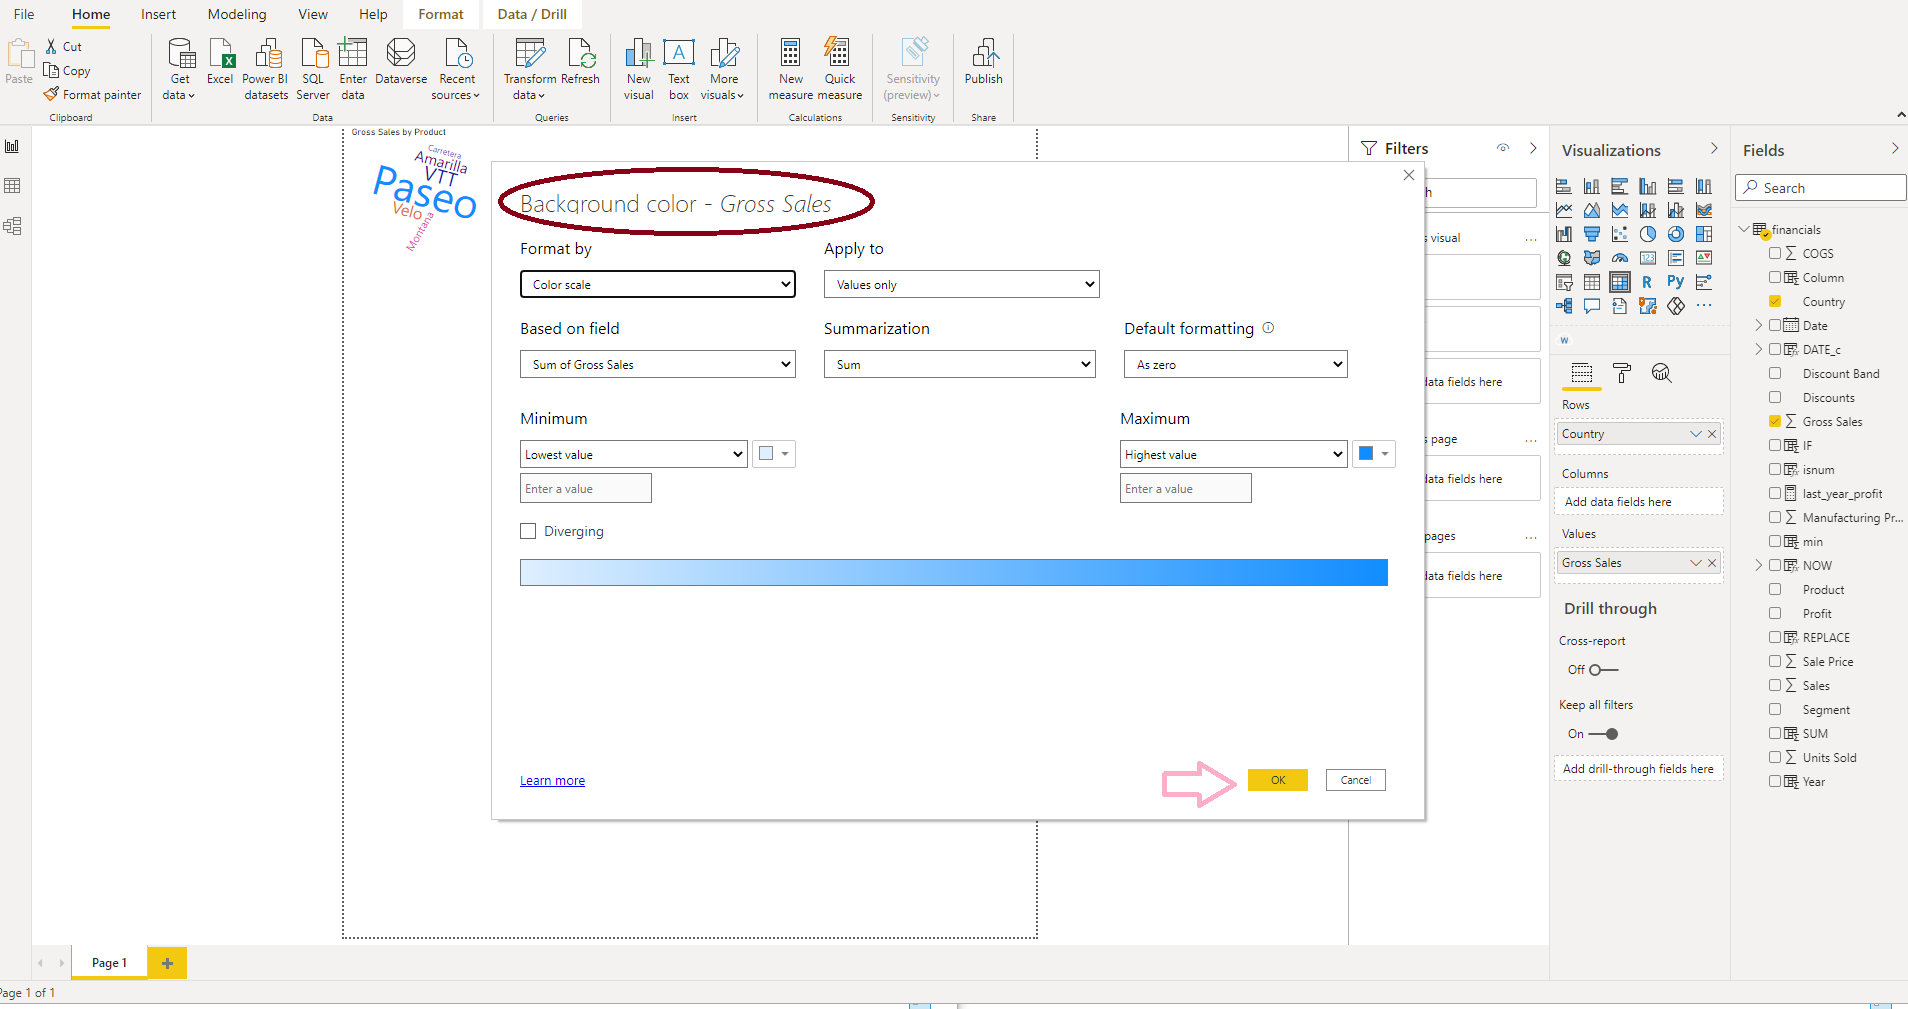 File Home Insert Modeling View Help Format Data / Drill
Paste
Cut
Copy
Format painter
Clipboard
Get data
Excel
Power BI datasets
SQL Server
Enter data
Dataverse
Recent sources
Data
Transform data
Refresh
Queries
New visual
Text box
More visuals
Insert
New measure
Quick measure
Calculations
Sensitivity (preview)
Sensitivity
Publish
Share
Gross Sales by Product
Carretera
Amarilla
VTT
Paseo
Velo
Montana
Background color - Gross Sales
Format by
Color scale
Apply to
Values only
Based on field
Sum of Gross Sales
Summarization
Sum
Default formatting
As zero
Minimum
Lowest value
Enter a value
Maximum
Highest value
Enter a value
Diverging
Learn more
OK
Cancel
Filters
h
s visual
data fields here
s page
data fields here
pages
data fields here
Visualizations
R
Py
W
Rows
Country
Columns
Add data fields here
Values
Gross Sales
Drill through
Cross-report
Off
Keep all filters
On
Add drill-through fields here
Fields
Search
financials
COGS
Column
Country
Date
DATE_c
Discount Band
Discounts
Gross Sales
IF
isnum
last_year_profit
Manufacturing Pr...
min
NOW
Product
Profit
REPLACE
Sale Price
Sales
Segment
SUM
Units Sold
Year
Page 1
Page 1 of 1